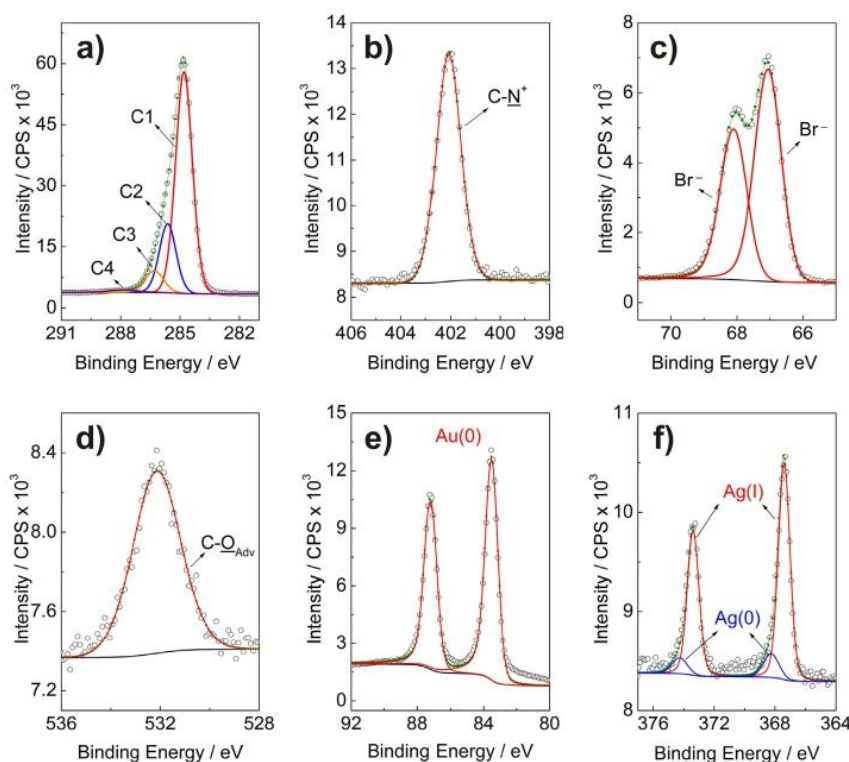 a)
Intensity / CPS x 10³
60
45
30
15
0
C1
C2
C3
C4
291 288 285 282
Binding Energy / eV
b)
Intensity / CPS x 10³
14
13
12
11
10
9
8
C-N⁺
406 404 402 400 398
Binding Energy / eV
c)
Intensity / CPS x 10³
8
6
4
2
0
Br⁻
Br⁻
70 68 66
Binding Energy / eV
d)
Intensity / CPS x 10³
8.4
8.0
7.6
7.2
C-O_Adv
536 532 528
Binding Energy / eV
e)
Intensity / CPS x 10³
15
12
9
6
3
0
Au(0)
92 88 84 80
Binding Energy / eV
f)
Intensity / CPS x 10³
11
10
9
8
Ag(I)
Ag(0)
376 372 368 364
Binding Energy / eV